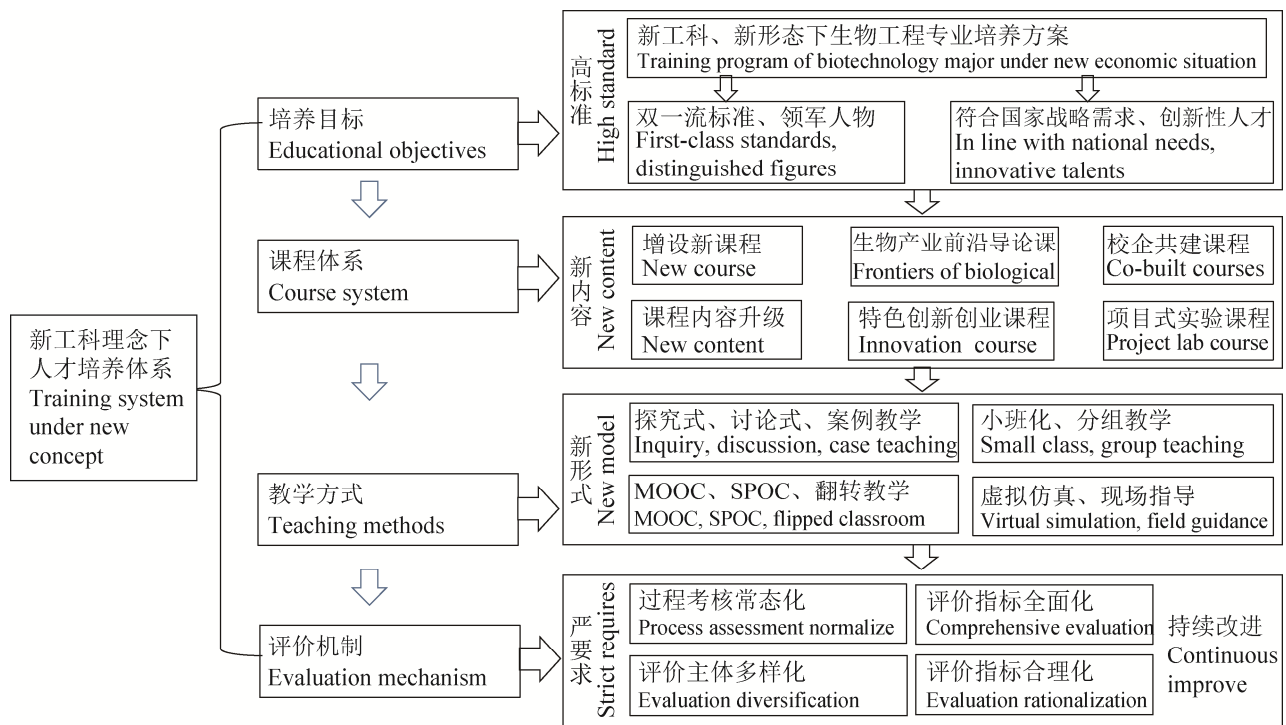 新工科理念下
人才培养体系
Training system
under new
concept
培养目标
Educational objectives
课程体系
Course system
教学方式
Teaching methods
评价机制
Evaluation mechanism
高标准
High standard
新工科、新形态下生物工程专业培养方案
Training program of biotechnology major under new economic situation
双一流标准、领军人物
First-class standards,
distinguished figures
符合国家战略需求、创新性人才
In line with national needs,
innovative talents
新内容
New content
增设新课程
New course
生物产业前沿导论课
Frontiers of biological
校企共建课程
Co-built courses
课程内容升级
New content
特色创新创业课程
Innovation course
项目式实验课程
Project lab course
新形式
New model
探究式、讨论式、案例教学
Inquiry, discussion, case teaching
小班化、分组教学
Small class, group teaching
MOOC、SPOC、翻转教学
MOOC, SPOC, flipped classroom
虚拟仿真、现场指导
Virtual simulation, field guidance
严要求
Strict requires
过程考核常态化
Process assessment normalize
评价指标全面化
Comprehensive evaluation
评价主体多样化
Evaluation diversification
评价指标合理化
Evaluation rationalization
持续改进
Continuous
improve